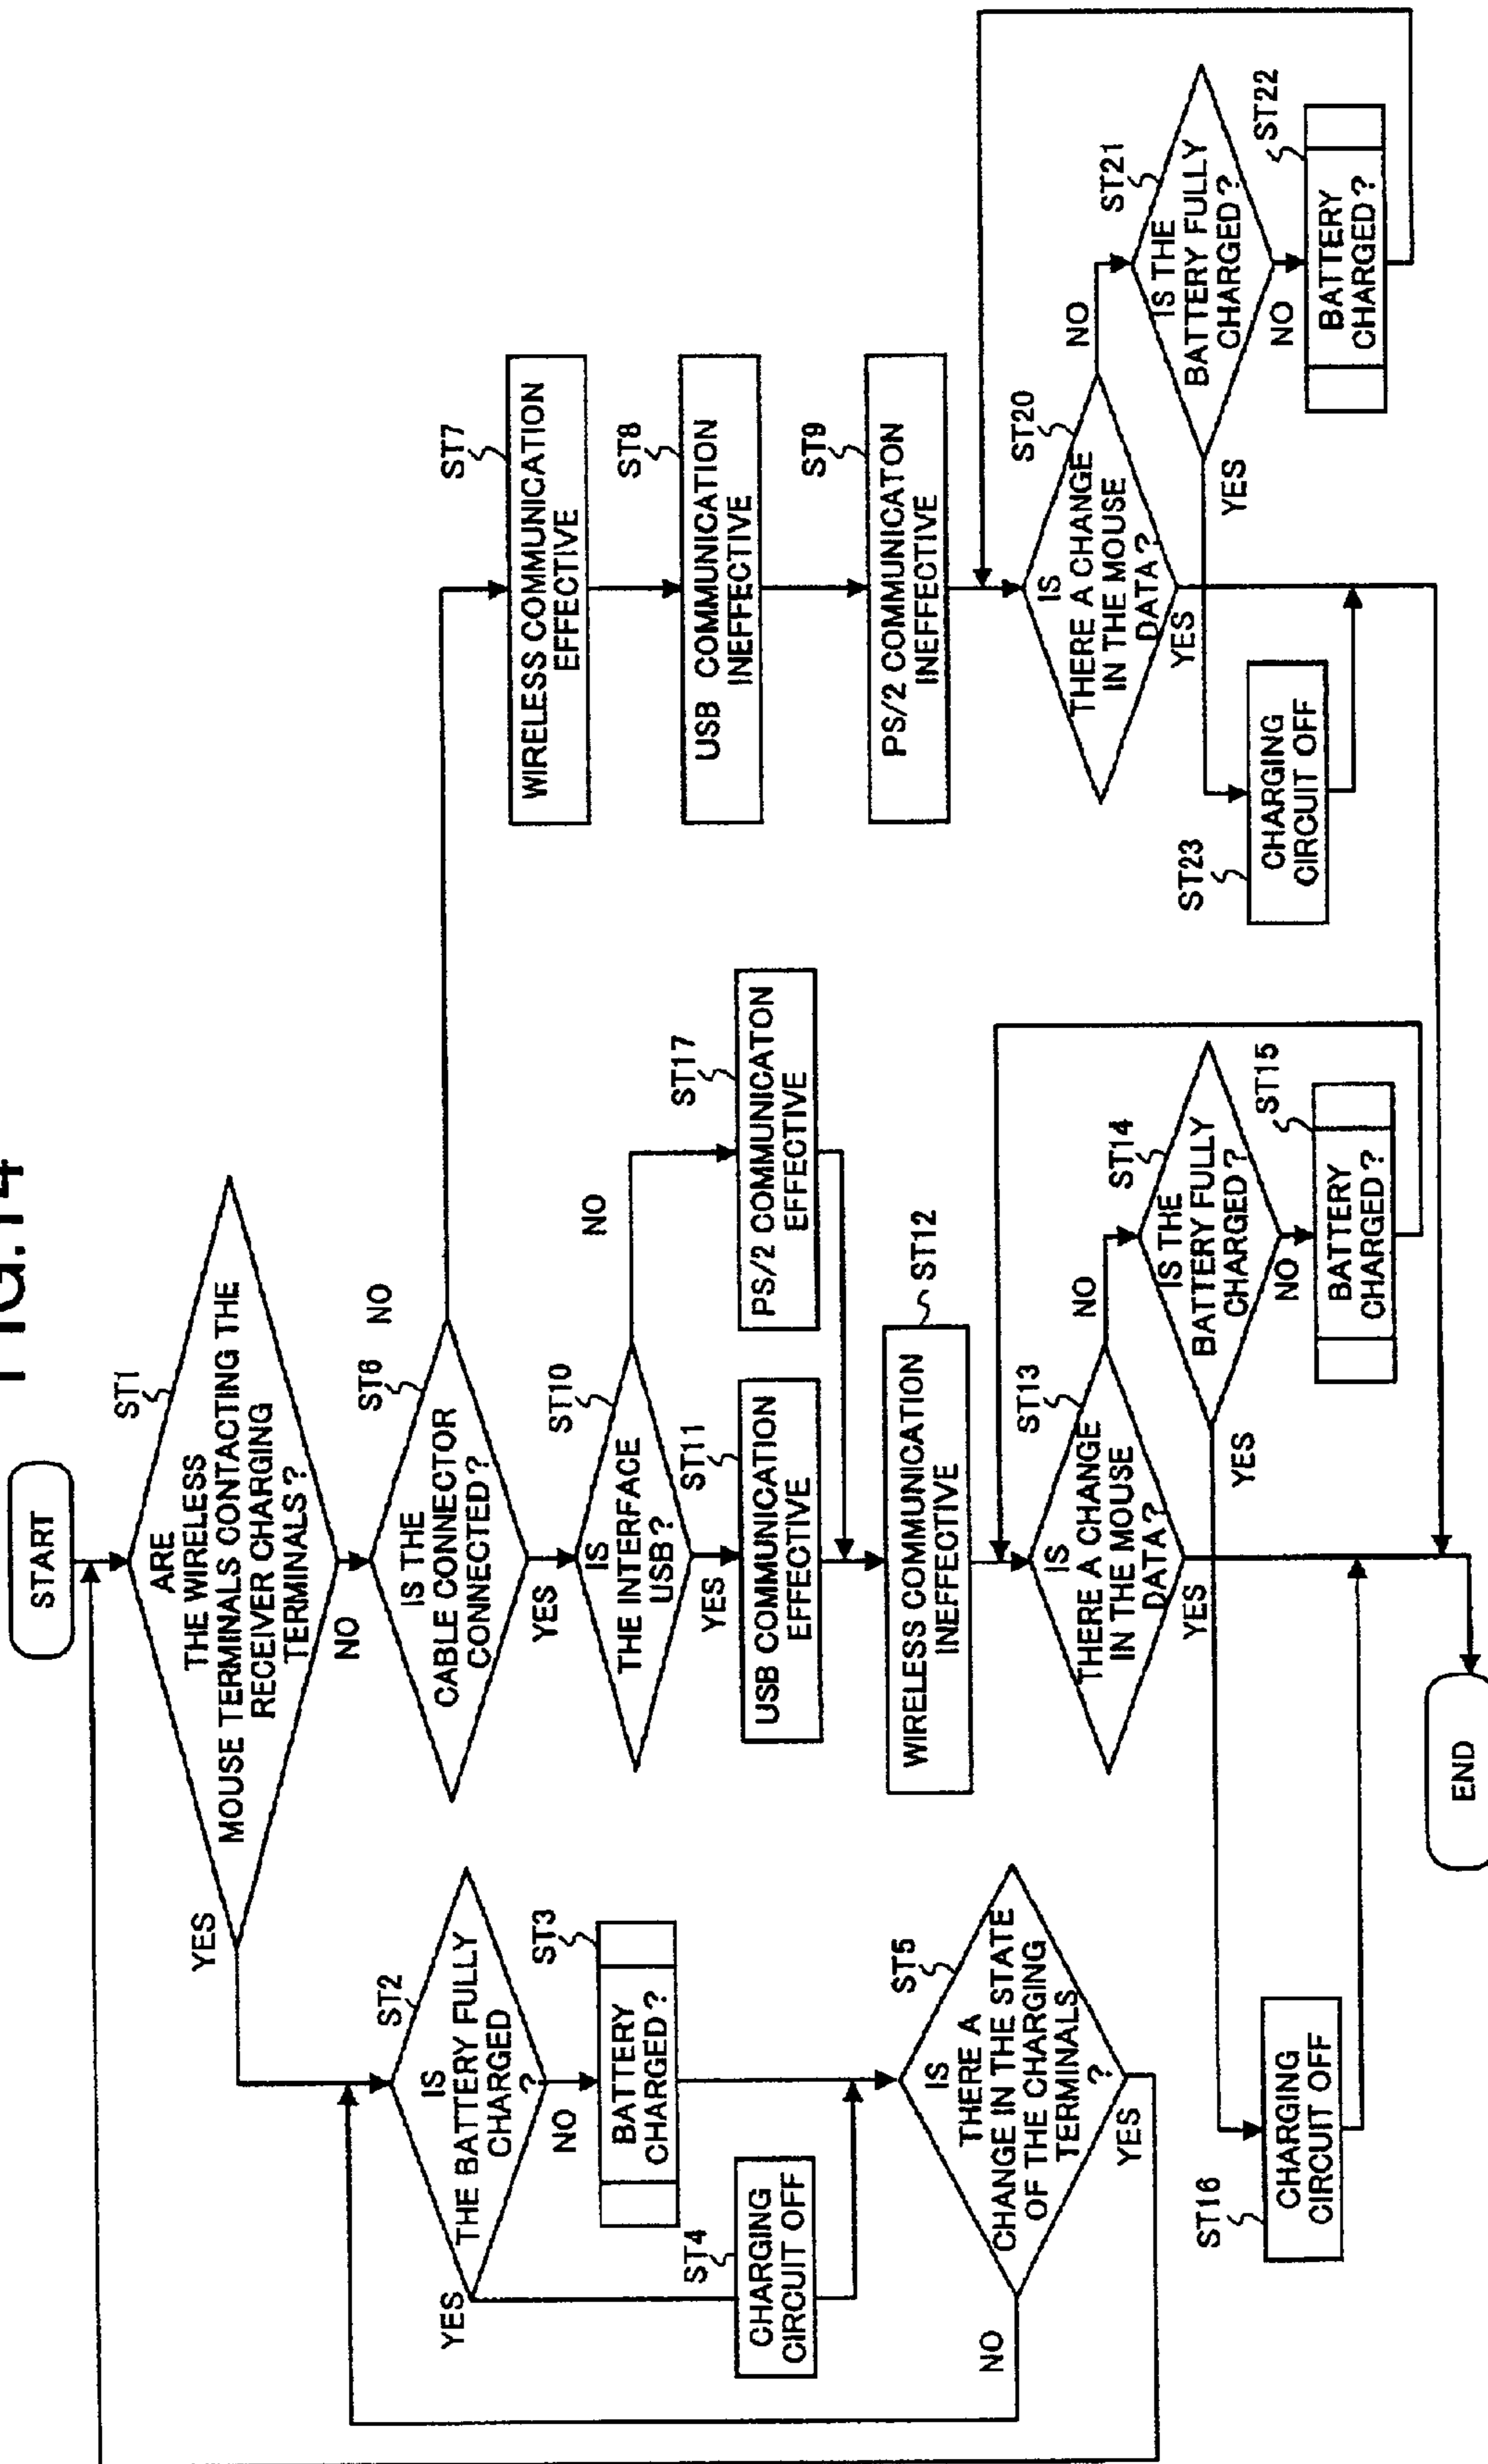 FIG.14
START
ST1
ARE
THE WIRELESS
MOUSE TERMINALS CONTACTING THE
RECEIVER CHARGING
TERMINALS?
YES
NO
ST2
IS
THE BATTERY FULLY
CHARGED
?
YES
NO
ST3
BATTERY
CHARGED?
ST4
CHARGING
CIRCUIT OFF
ST5
IS
THERE A
CHANGE IN THE STATE
OF THE CHARGING
TERMINALS
?
NO
YES
ST6
IS THE
CABLE CONNECTOR
CONNECTED?
NO
YES
ST10
IS
THE INTERFACE
USB?
NO
YES
ST11
USB COMMUNICATION
EFFECTIVE
ST17
PS/2 COMMUNICATON
EFFECTIVE
ST12
WIRELESS COMMUNICATION
INEFFECTIVE
ST13
IS
THERE A CHANGE
IN THE MOUSE
DATA?
NO
YES
ST14
IS THE
BATTERY FULLY
CHARGED?
YES
NO
ST15
BATTERY
CHARGED?
ST16
CHARGING
CIRCUIT OFF
END
ST7
WIRELESS COMMUNICATION
EFFECTIVE
ST8
USB COMMUNICATION
INEFFECTIVE
ST9
PS/2 COMMUNICATON
INEFFECTIVE
ST20
IS
THERE A CHANGE
IN THE MOUSE
DATA?
NO
YES
ST21
IS THE
BATTERY FULLY
CHARGED?
YES
NO
ST22
BATTERY
CHARGED?
ST23
CHARGING
CIRCUIT OFF